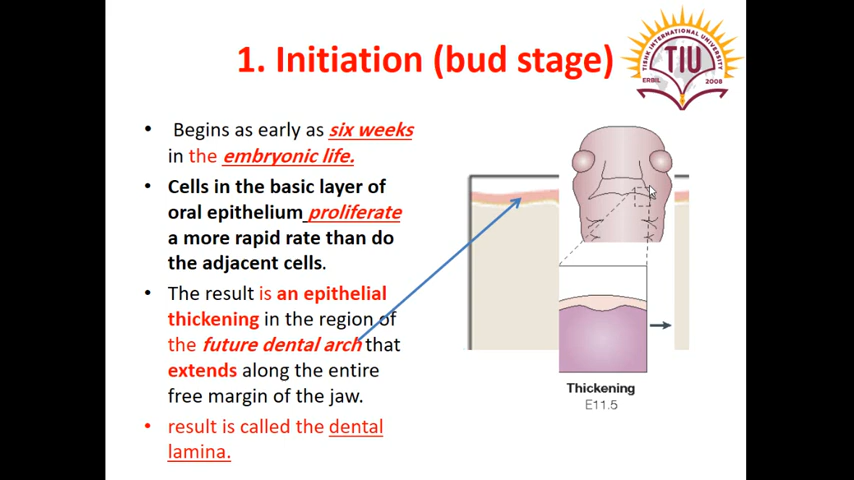 1. Initiation (bud stage)
TISHK INTERNATIONAL UNIVERSITY
TIU
ERBIL 2008
• Begins as early as six weeks
in the embryonic life.
• Cells in the basic layer of
oral epithelium proliferate
a more rapid rate than do
the adjacent cells.
• The result is an epithelial
thickening in the region of
the future dental arch that
extends along the entire
free margin of the jaw.
• result is called the dental
lamina.
Thickening
E11.5